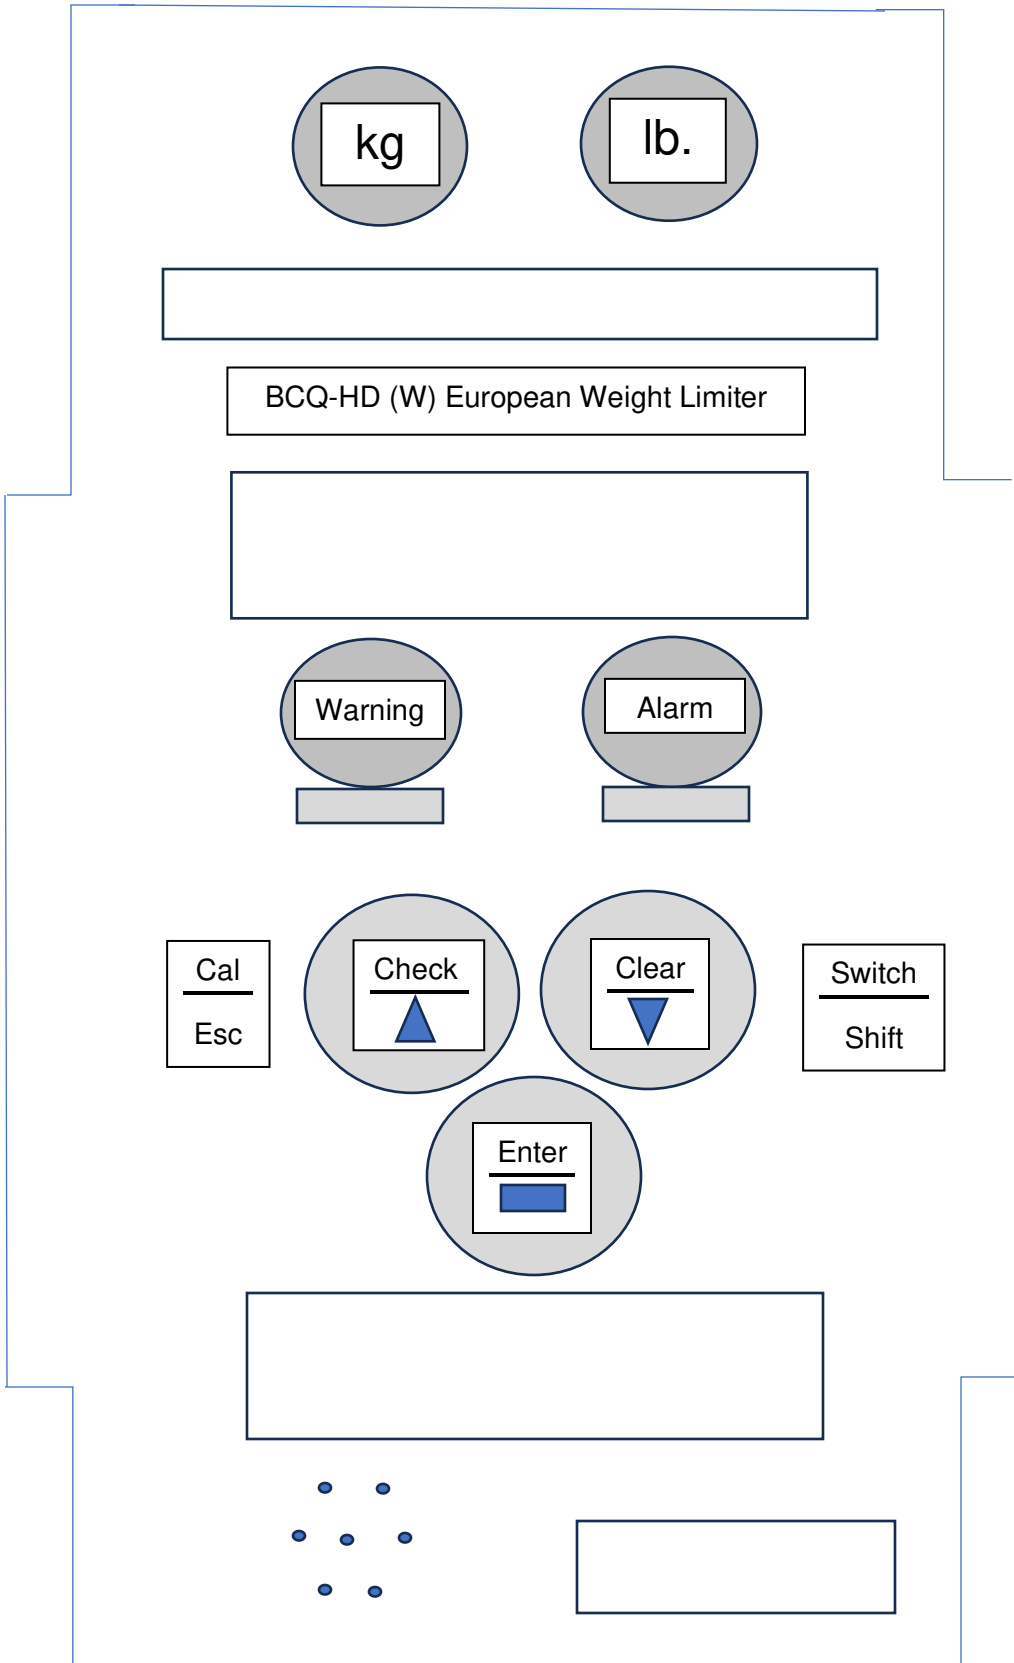 kg
lb.
BCQ-HD (W) European Weight Limiter
Warning
Alarm
Cal
Esc
Check
Clear
Switch
Shift
Enter